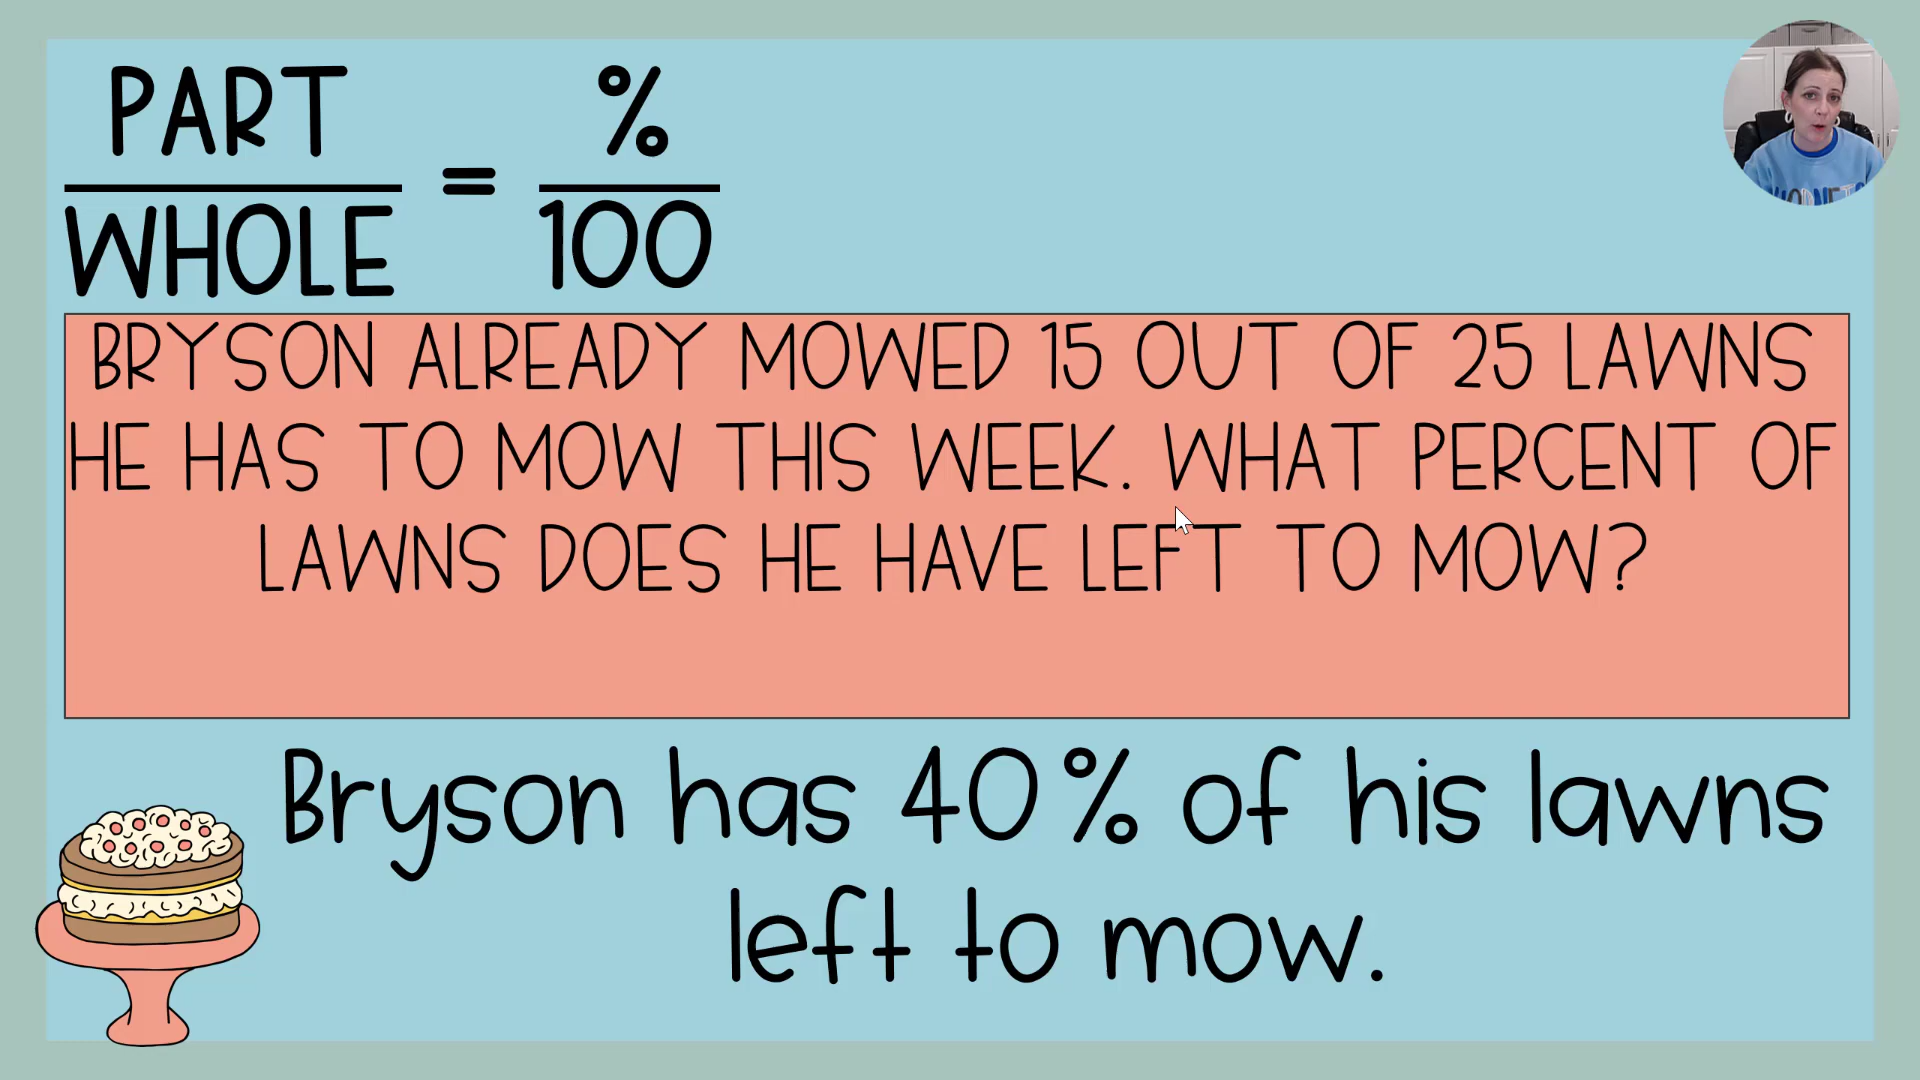 PART
WHOLE
=
%
100
BRYSON ALREADY MOWED 15 OUT OF 25 LAWNS
HE HAS TO MOW THIS WEEK. WHAT PERCENT OF
LAWNS DOES HE HAVE LEFT TO MOW?
Bryson has 40% of his lawns
left to mow.